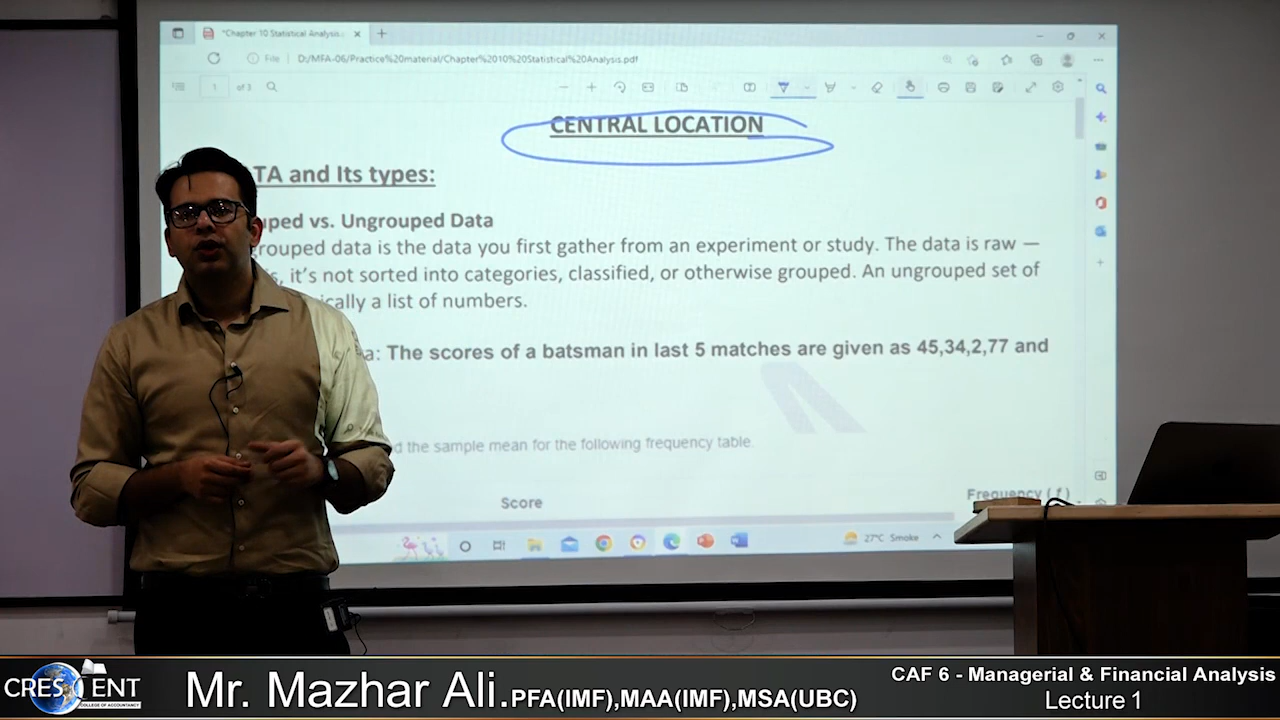 *Chapter 10 Statistical Analysis
File D:/MFA-06/Practice%20material/Chapter%2010%20Statistical%20Analysis.pdf
1 of 3
CENTRAL LOCATION
TA and Its types:
uped vs. Ungrouped Data
grouped data is the data you first gather from an experiment or study. The data is raw —
s, it's not sorted into categories, classified, or otherwise grouped. An ungrouped set of
ically a list of numbers.
a: The scores of a batsman in last 5 matches are given as 45,34,2,77 and
d the sample mean for the following frequency table.
Score Frequency ( f )
27°C Smoke
CRESCENT
COLLEGE OF ACCOUNTANCY
Mr. Mazhar Ali. PFA(IMF),MAA(IMF),MSA(UBC)
CAF 6 - Managerial & Financial Analysis
Lecture 1